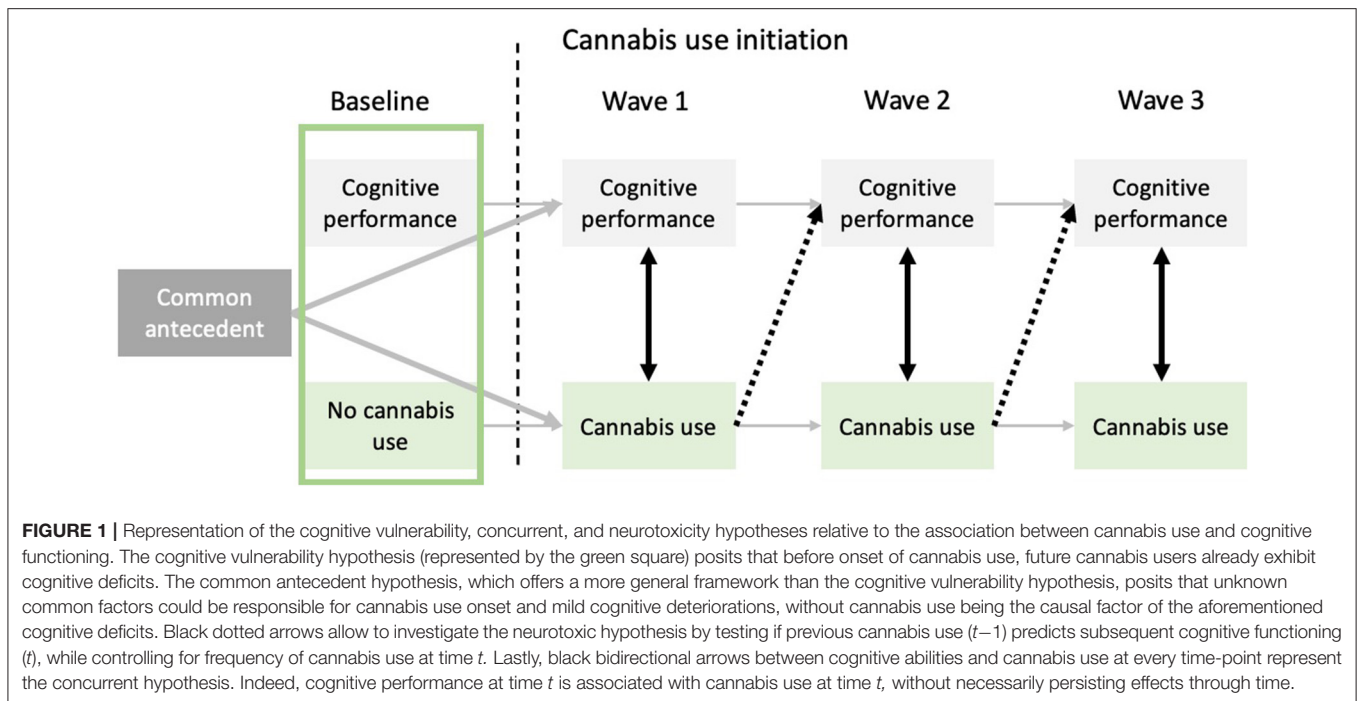 Cannabis use initiation
Baseline
Wave 1
Wave 2
Wave 3
Cognitive
performance
Cognitive
performance
Cognitive
performance
Cognitive
performance
Common
antecedent
No cannabis
use
Cannabis use
Cannabis use
Cannabis use
FIGURE 1 | Representation of the cognitive vulnerability, concurrent, and neurotoxicity hypotheses relative to the association between cannabis use and cognitive
functioning. The cognitive vulnerability hypothesis (represented by the green square) posits that before onset of cannabis use, future cannabis users already exhibit
cognitive deficits. The common antecedent hypothesis, which offers a more general framework than the cognitive vulnerability hypothesis, posits that unknown
common factors could be responsible for cannabis use onset and mild cognitive deteriorations, without cannabis use being the causal factor of the aforementioned
cognitive deficits. Black dotted arrows allow to investigate the neurotoxic hypothesis by testing if previous cannabis use (t−1) predicts subsequent cognitive functioning
(t), while controlling for frequency of cannabis use at time t. Lastly, black bidirectional arrows between cognitive abilities and cannabis use at every time-point represent
the concurrent hypothesis. Indeed, cognitive performance at time t is associated with cannabis use at time t, without necessarily persisting effects through time.